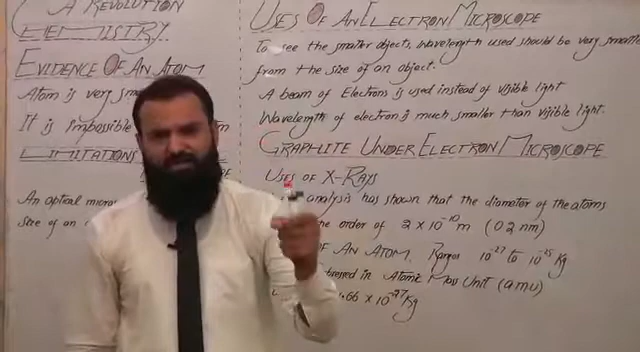 A REVOLUTION
CHEMISTRY
EVIDENCE OF AN ATOM
Atom is very
It is Impossible
LIMITATIONS
An optical
size of an
USES OF AN ELECTRON MICROSCOPE
To see the smaller objects, wavelength used should be very smaller
from the size of an object.
A beam of Electrons is used instead of visible light
Wavelength of electron is much smaller than visible light.
GRAPHITE UNDER ELECTRON MICROSCOPE
USES OF X-RAYS
analysis has shown that the diameter of the atoms
the order of 2 x 10⁻¹⁰ m (0.2 nm)
OF AN ATOM. Ranges 10⁻²⁷ to 10⁻²⁵ Kg
in Atomic Mass Unit (amu)
.66 x 10⁻²⁷ Kg